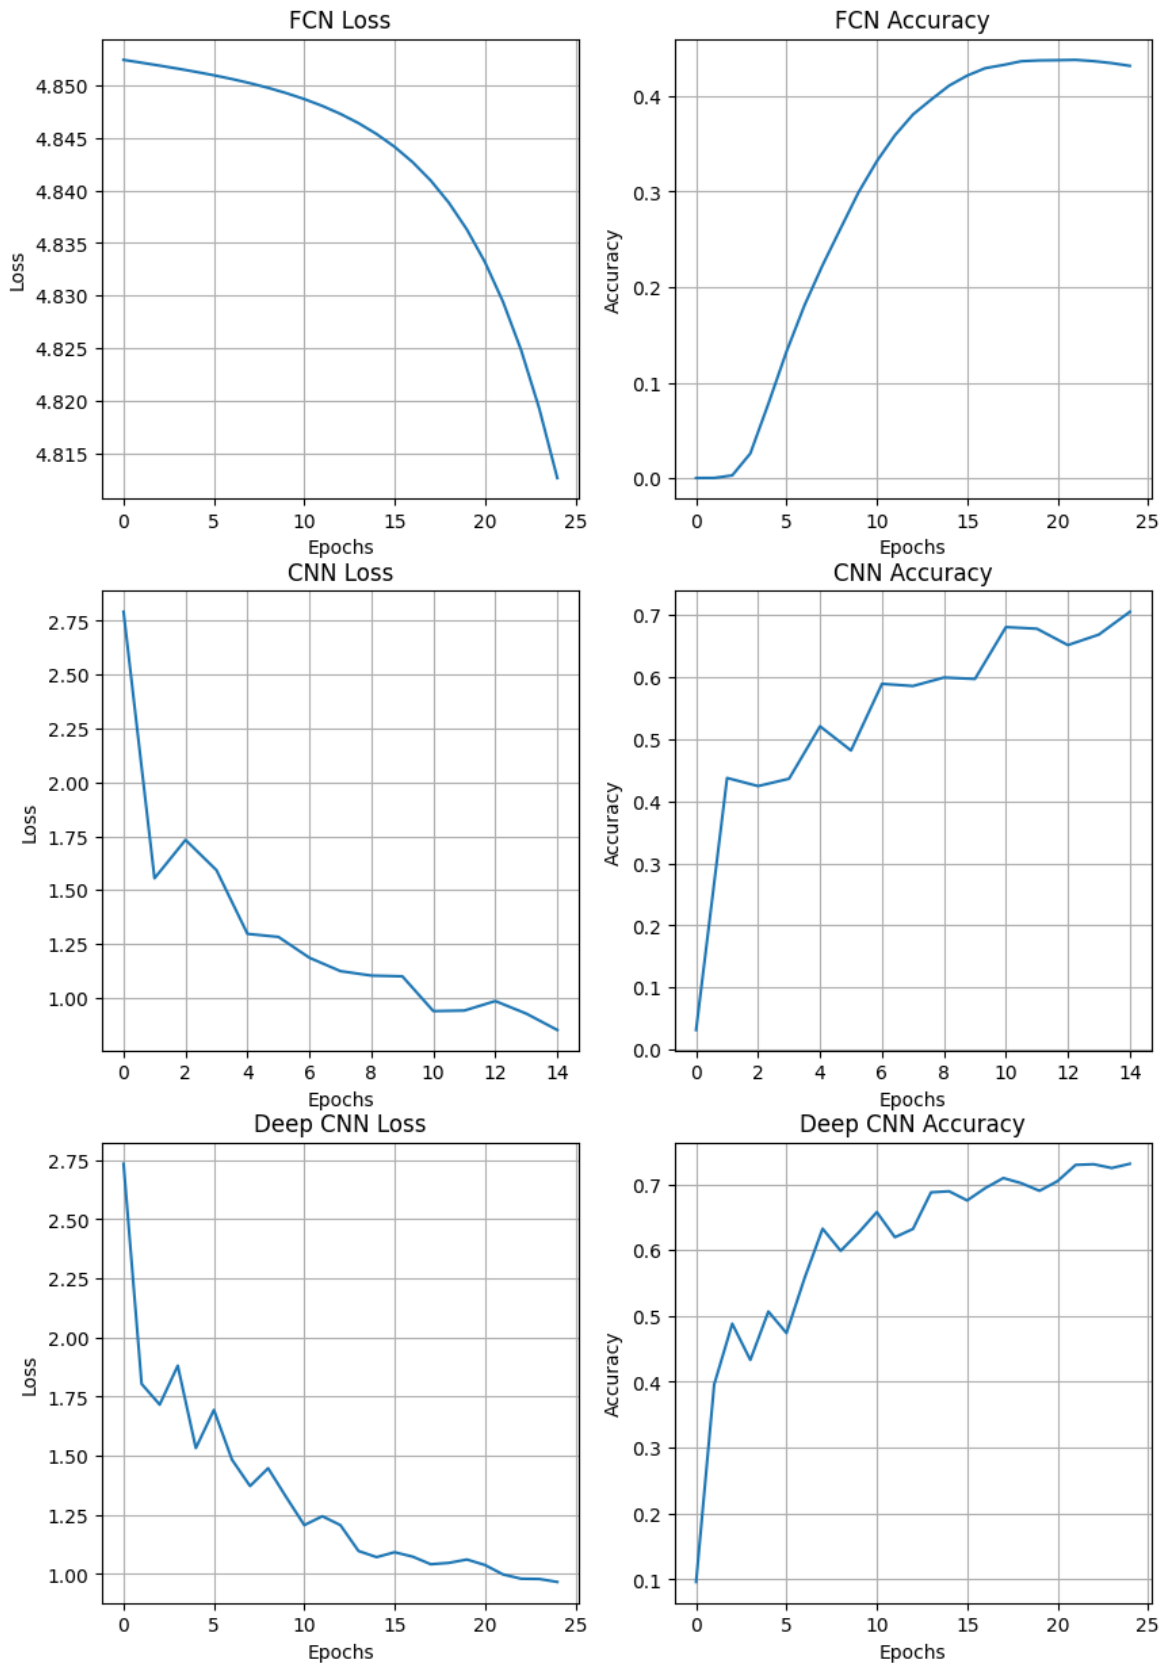 FCN Loss
4.850
4.845
4.840
4.835
4.830
4.825
4.820
4.815
Loss
0 5 10 15 20 25
Epochs
FCN Accuracy
0.4
0.3
0.2
0.1
0.0
Accuracy
0 5 10 15 20 25
Epochs
CNN Loss
2.75
2.50
2.25
2.00
1.75
1.50
1.25
1.00
Loss
0 2 4 6 8 10 12 14
Epochs
CNN Accuracy
0.7
0.6
0.5
0.4
0.3
0.2
0.1
0.0
Accuracy
0 2 4 6 8 10 12 14
Epochs
Deep CNN Loss
2.75
2.50
2.25
2.00
1.75
1.50
1.25
1.00
Loss
0 5 10 15 20 25
Epochs
Deep CNN Accuracy
0.7
0.6
0.5
0.4
0.3
0.2
0.1
Accuracy
0 5 10 15 20 25
Epochs